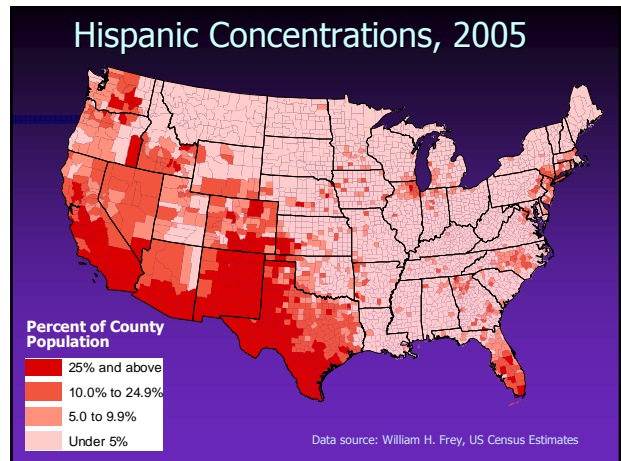 Hispanic Concentrations, 2005
Percent of County
Population
25% and above
10.0% to 24.9%
5.0 to 9.9%
Under 5%
Data source: William H. Frey, US Census Estimates